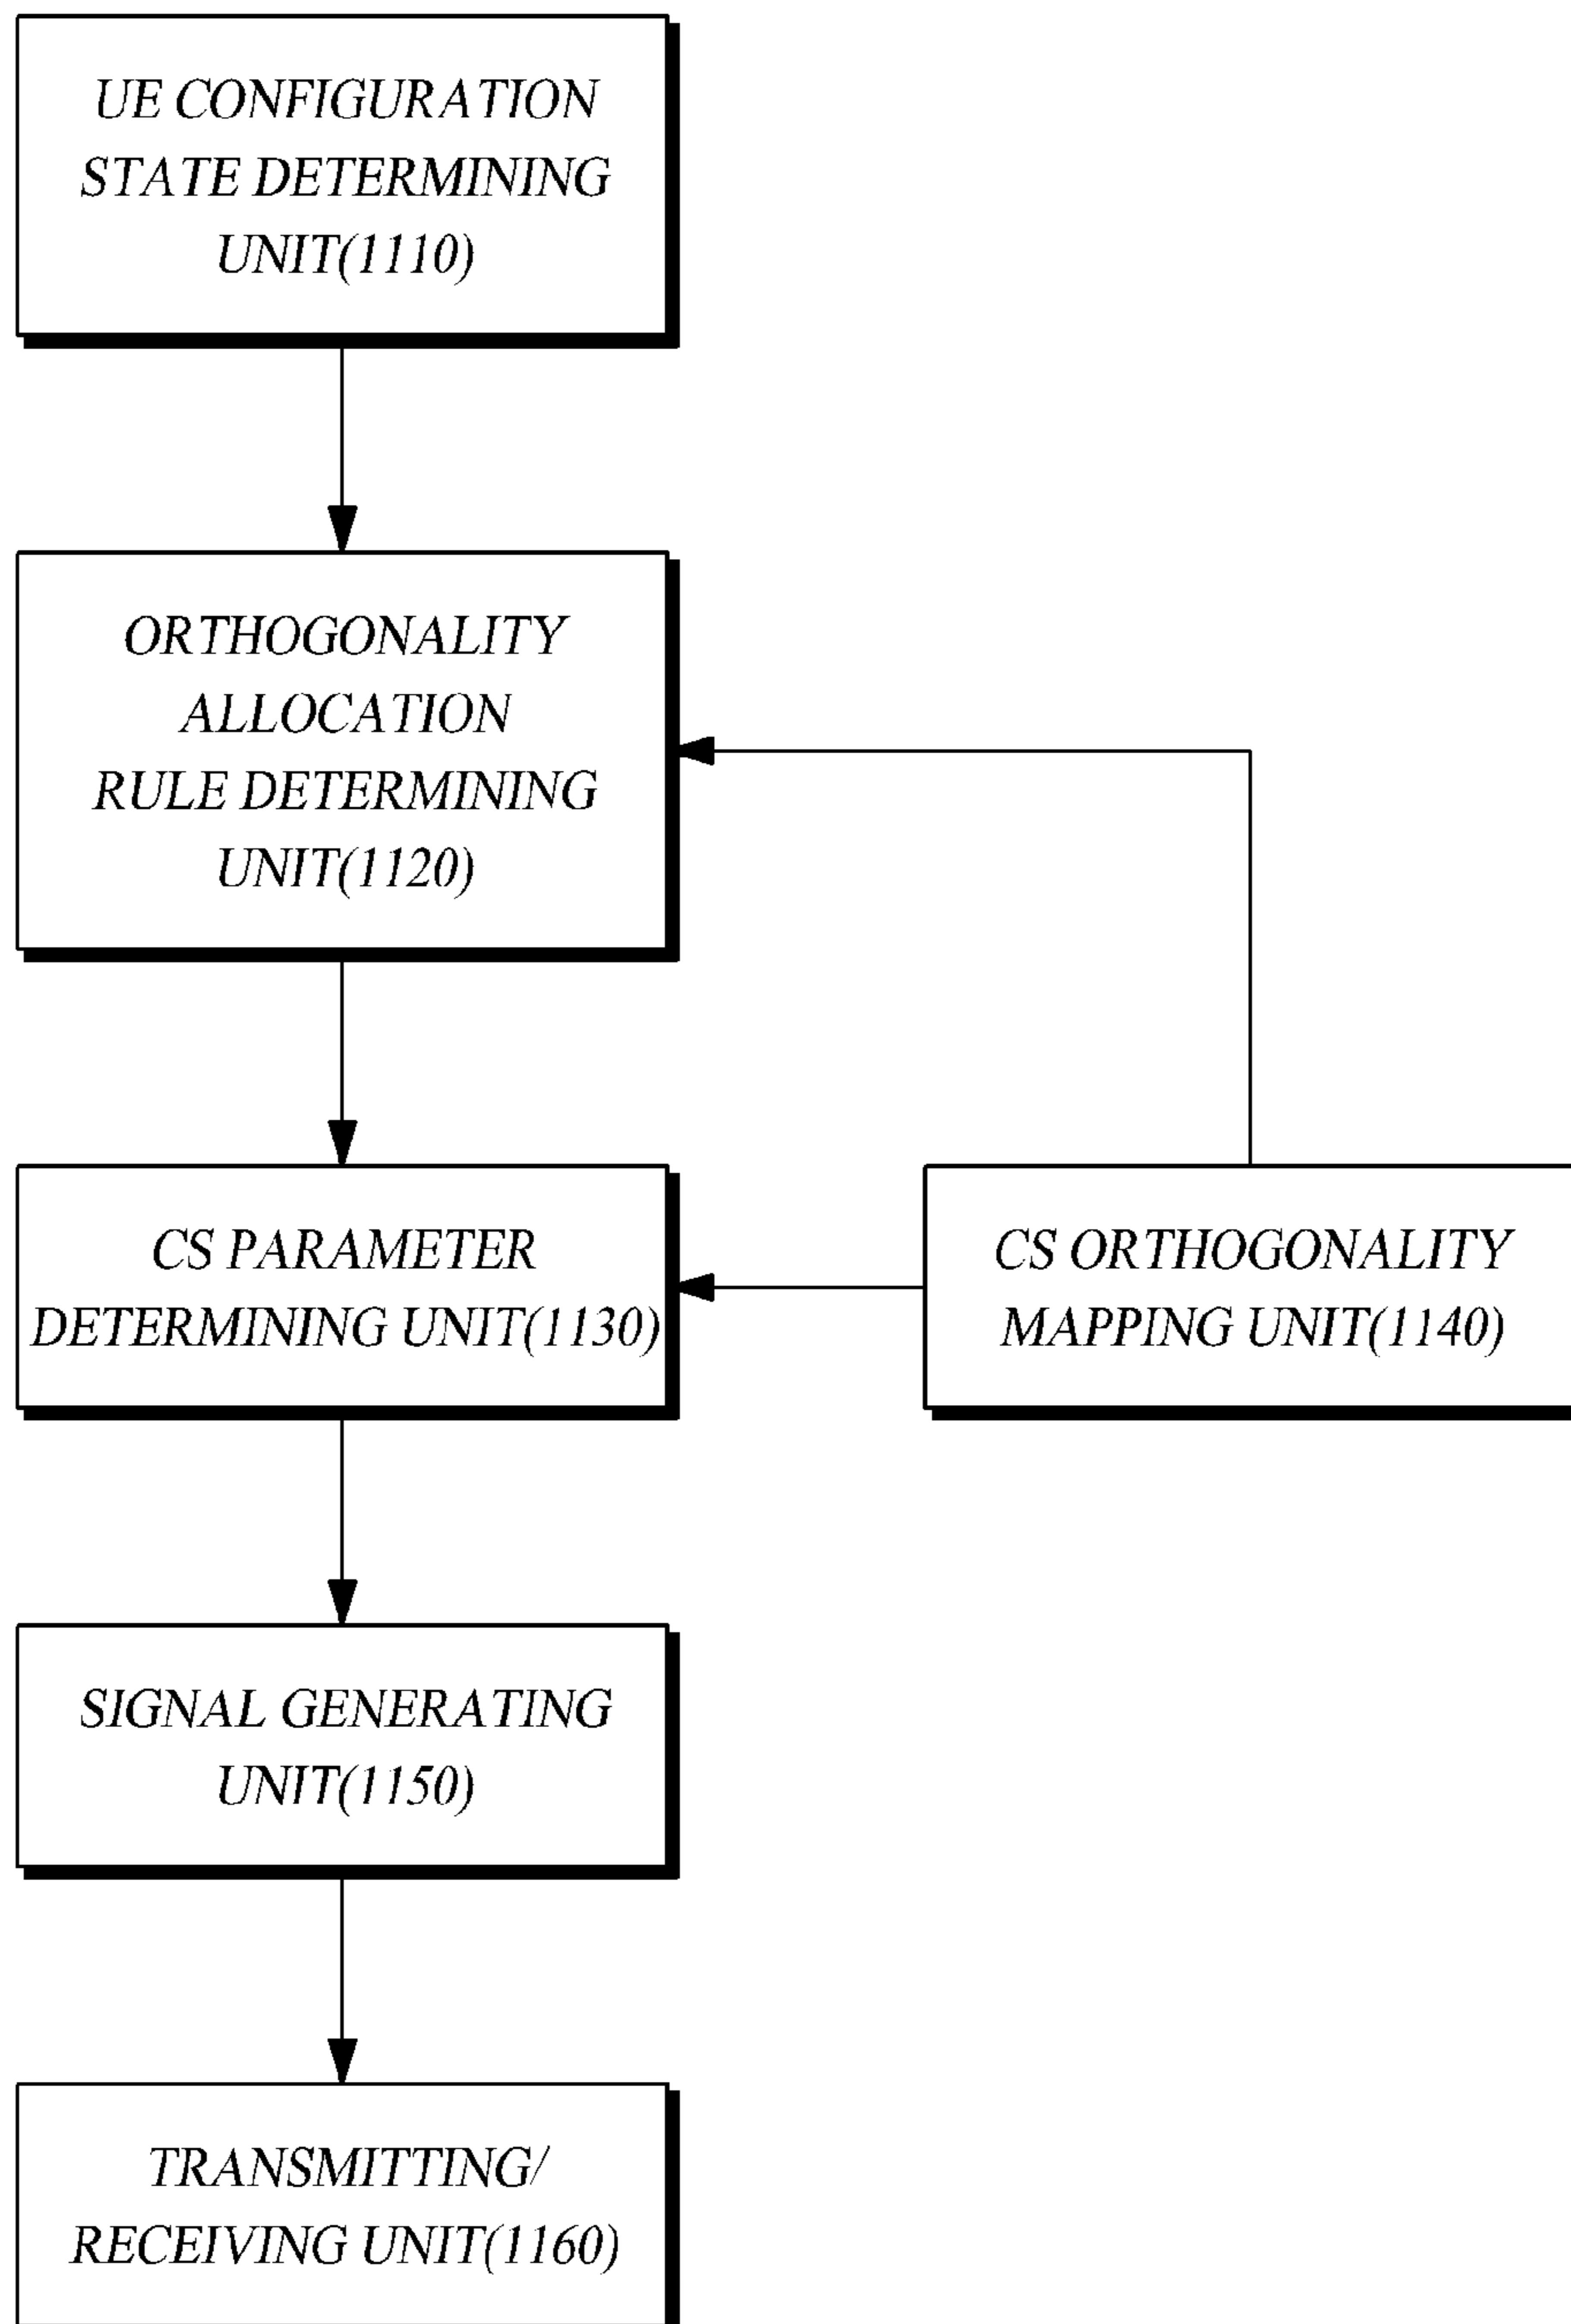 UE CONFIGURATION
STATE DETERMINING
UNIT(1110)
ORTHOGONALITY
ALLOCATION
RULE DETERMINING
UNIT(1120)
CS PARAMETER
DETERMINING UNIT(1130)
CS ORTHOGONALITY
MAPPING UNIT(1140)
SIGNAL GENERATING
UNIT(1150)
TRANSMITTING/
RECEIVING UNIT(1160)